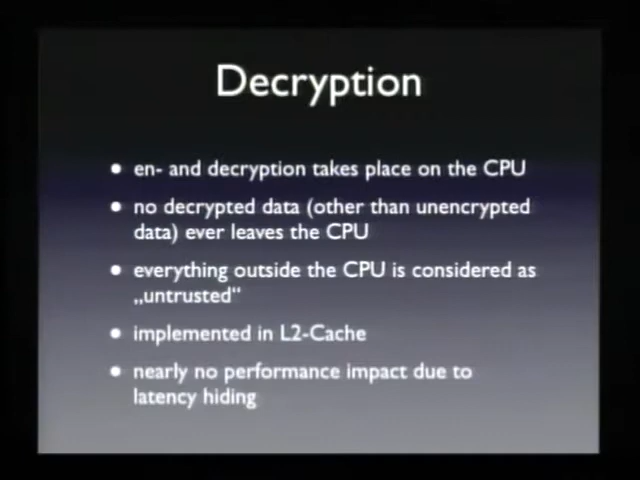 Decryption
• en- and decryption takes place on the CPU
• no decrypted data (other than unencrypted
data) ever leaves the CPU
• everything outside the CPU is considered as
„untrusted“
• implemented in L2-Cache
• nearly no performance impact due to
latency hiding